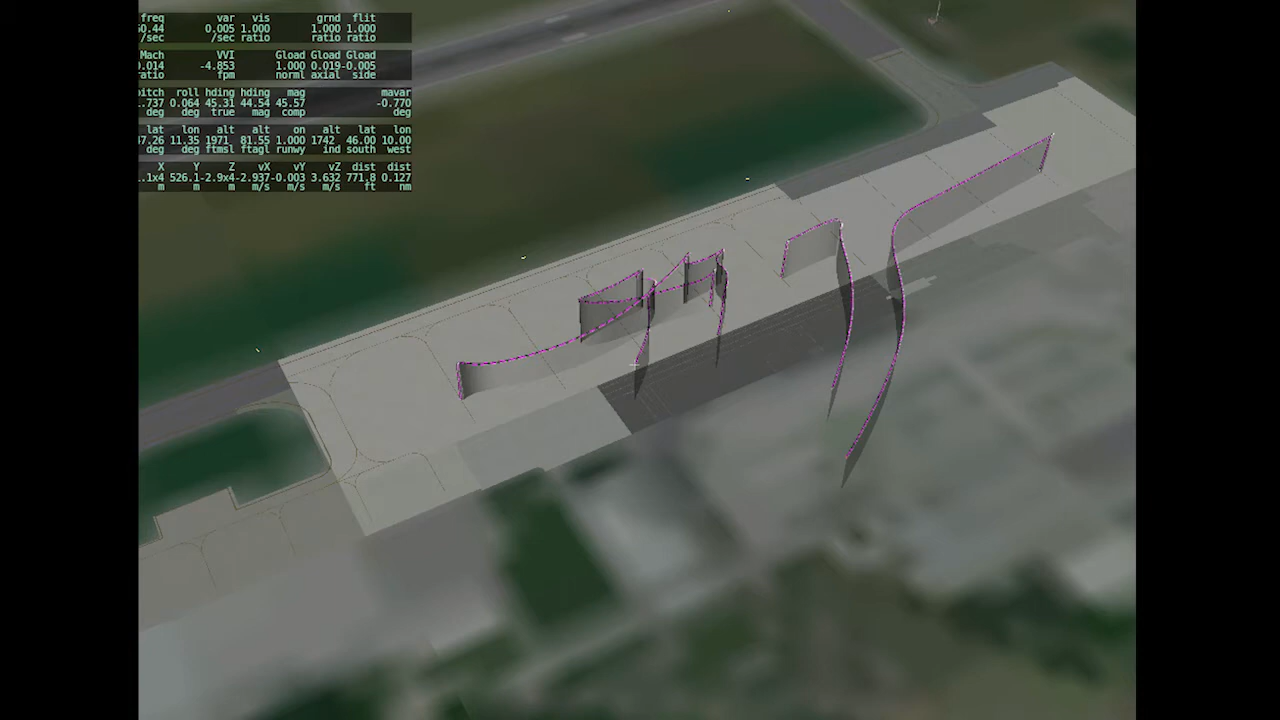 freq var vis grnd flit
0.44 0,005 1.000 1.000 1.000
/sec /sec ratio ratio ratio
Mach VVI Gload Gload Gload
.014 -4.853 1.000 0.019-0.005
ratio fpm norml axial side
itch roll hding hding mag mavar
.737 0.064 45.31 44.54 45.57 -0.770
deg deg true mag comp deg
lat lon alt alt on alt lat lon
7.26 11.35 1971 81.55 1.000 1742 46.00 10.00
deg deg ftmsl ftagl runwy ind south west
X Y Z vX vY vZ dist dist
.1x4 526.1-2.9x4-2.937-0.003 3.632 771.8 0.127
m m m m/s m/s m/s ft nm